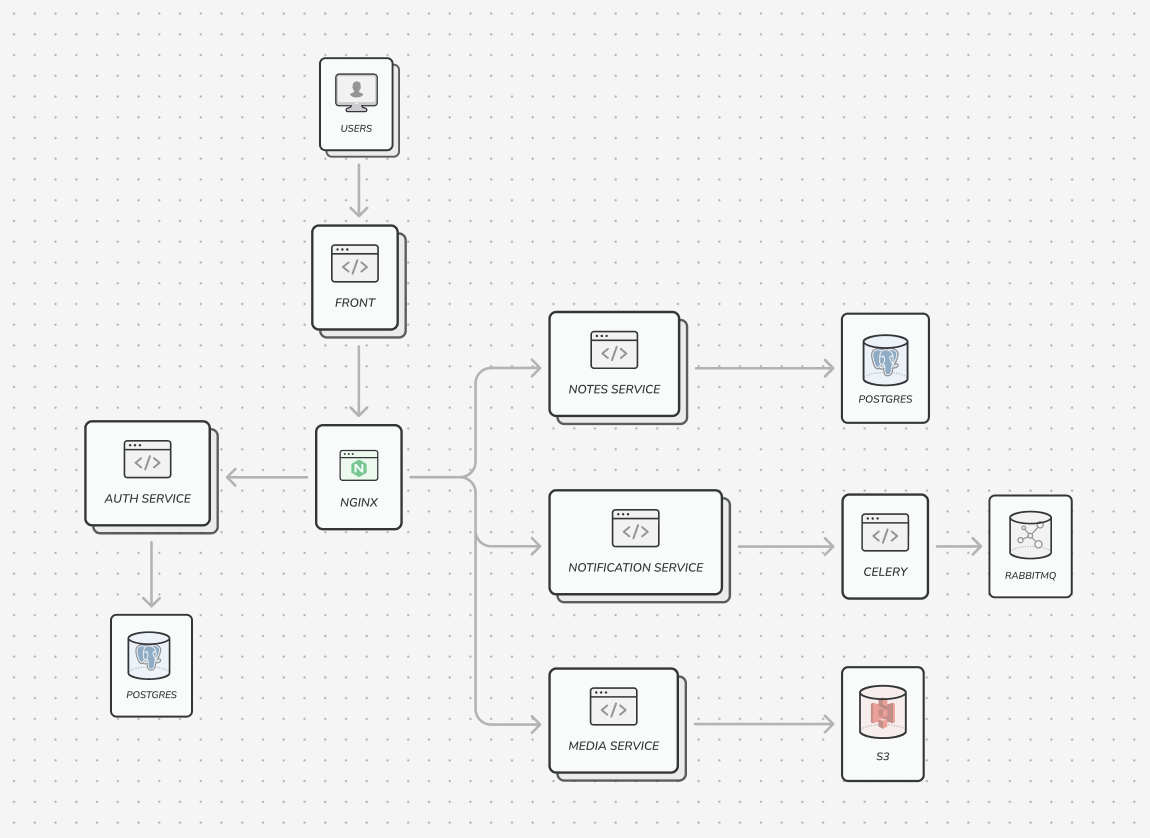 USERS
FRONT
NOTES SERVICE
POSTGRES
AUTH SERVICE
NGINX
NOTIFICATION SERVICE
CELERY
RABBITMQ
POSTGRES
MEDIA SERVICE
S3